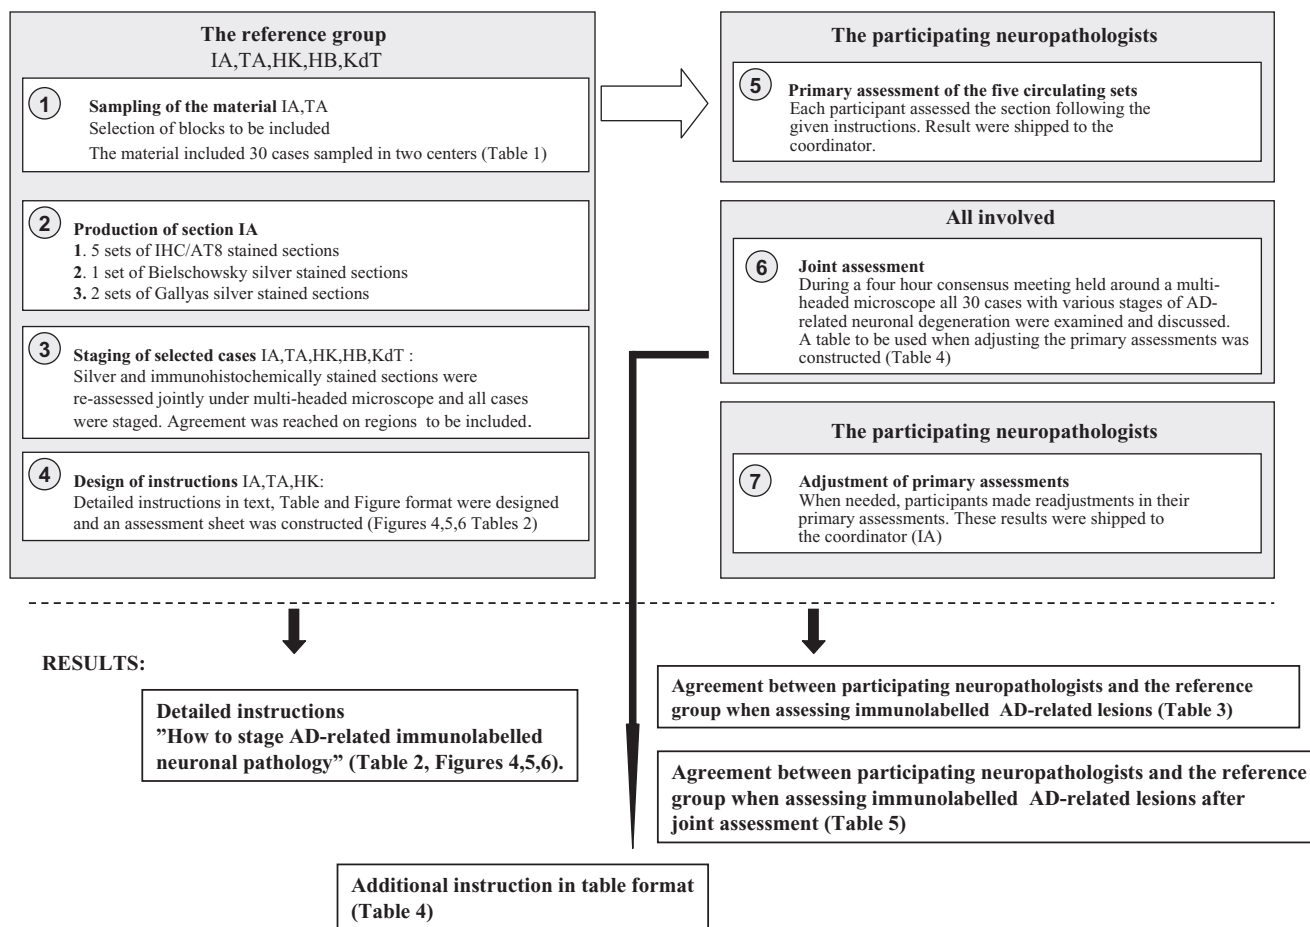 The reference group
IA,TA,HK,HB,KdT
1
Sampling of the material IA,TA
Selection of blocks to be included
The material included 30 cases sampled in two centers (Table 1)
2
Production of section IA
1. 5 sets of IHC/AT8 stained sections
2. 1 set of Bielschowsky silver stained sections
3. 2 sets of Gallyas silver stained sections
3
Staging of selected cases IA,TA,HK,HB,KdT :
Silver and immunohistochemically stained sections were
re-assessed jointly under multi-headed microscope and all cases
were staged. Agreement was reached on regions to be included.
4
Design of instructions IA,TA,HK:
Detailed instructions in text, Table and Figure format were designed
and an assessment sheet was constructed (Figures 4,5,6 Tables 2)
The participating neuropathologists
5
Primary assessment of the five circulating sets
Each participant assessed the section following the
given instructions. Result were shipped to the
coordinator.
All involved
6
Joint assessment
During a four hour consensus meeting held around a multi-
headed microscope all 30 cases with various stages of AD-
related neuronal degeneration were examined and discussed.
A table to be used when adjusting the primary assessments was
constructed (Table 4)
The participating neuropathologists
7
Adjustment of primary assessments
When needed, participants made readjustments in their
primary assessments. These results were shipped to
the coordinator (IA)
RESULTS:
Detailed instructions
”How to stage AD-related immunolabelled
neuronal pathology” (Table 2, Figures 4,5,6).
Agreement between participating neuropathologists and the reference
group when assessing immunolabelled AD-related lesions (Table 3)
Agreement between participating neuropathologists and the reference
group when assessing immunolabelled AD-related lesions after
joint assessment (Table 5)
Additional instruction in table format
(Table 4)